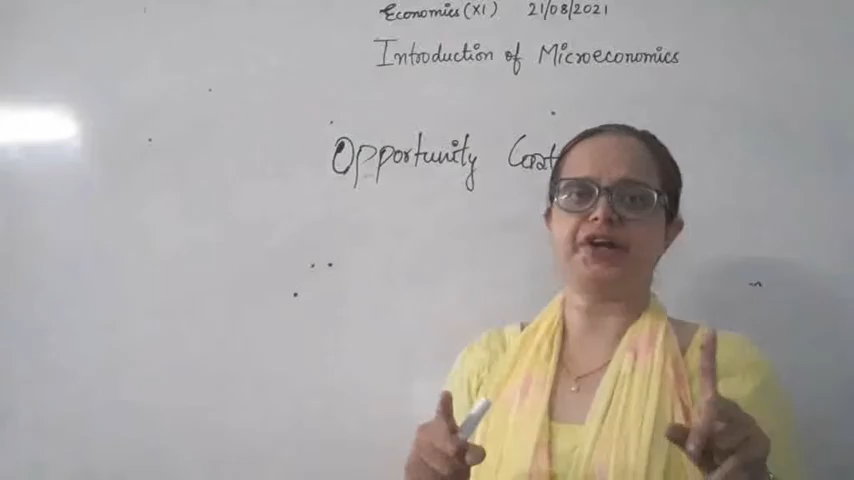 Economics (XI) 21/08/2021
Introduction of Microeconomics
Opportunity Cost